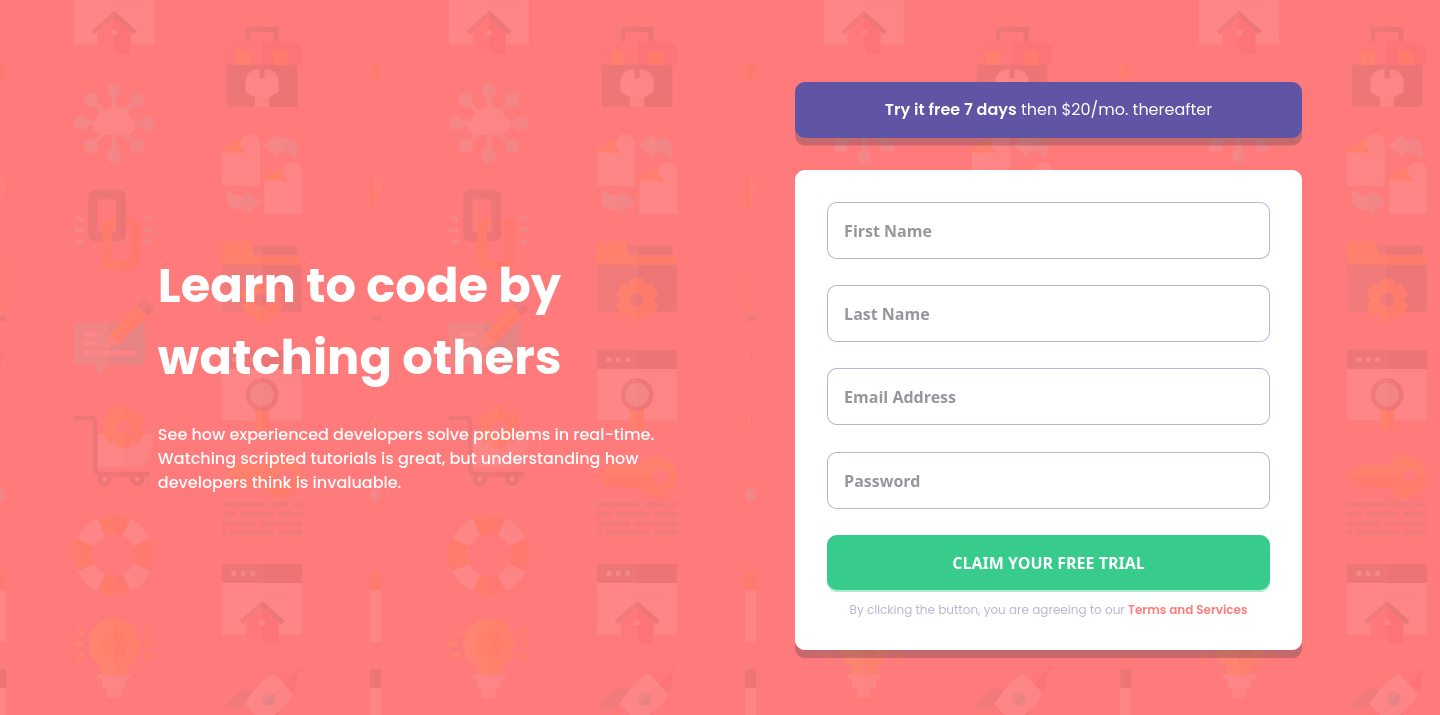 Learn to code by
watching others
See how experienced developers solve problems in real-time.
Watching scripted tutorials is great, but understanding how
developers think is invaluable.
Try it free 7 days then $20/mo. thereafter
First Name
Last Name
Email Address
Password
CLAIM YOUR FREE TRIAL
By clicking the button, you are agreeing to our Terms and Services